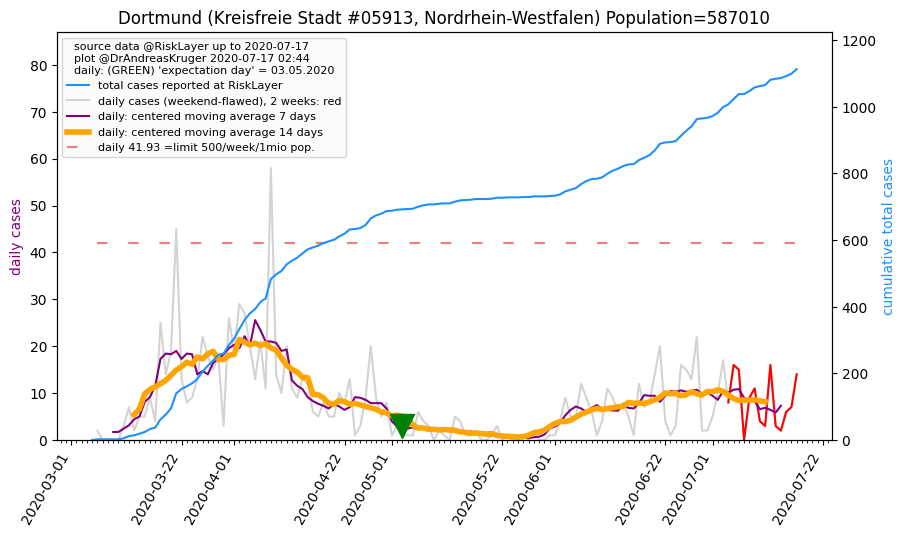 Dortmund (Kreisfreie Stadt #05913, Nordrhein-Westfalen) Population=587010
source data @RiskLayer up to 2020-07-17
plot @DrAndreasKruger 2020-07-17 02:44
daily: (GREEN) 'expectation day' = 03.05.2020
total cases reported at RiskLayer
daily cases (weekend-flawed), 2 weeks: red
daily: centered moving average 7 days
daily: centered moving average 14 days
daily 41.93 =limit 500/week/1mio pop.
daily cases
80
70
60
50
40
30
20
10
0
cumulative total cases
1200
1000
800
600
400
200
0
2020-03-01
2020-03-22
2020-04-01
2020-04-22
2020-05-01
2020-05-22
2020-06-01
2020-06-22
2020-07-01
2020-07-22